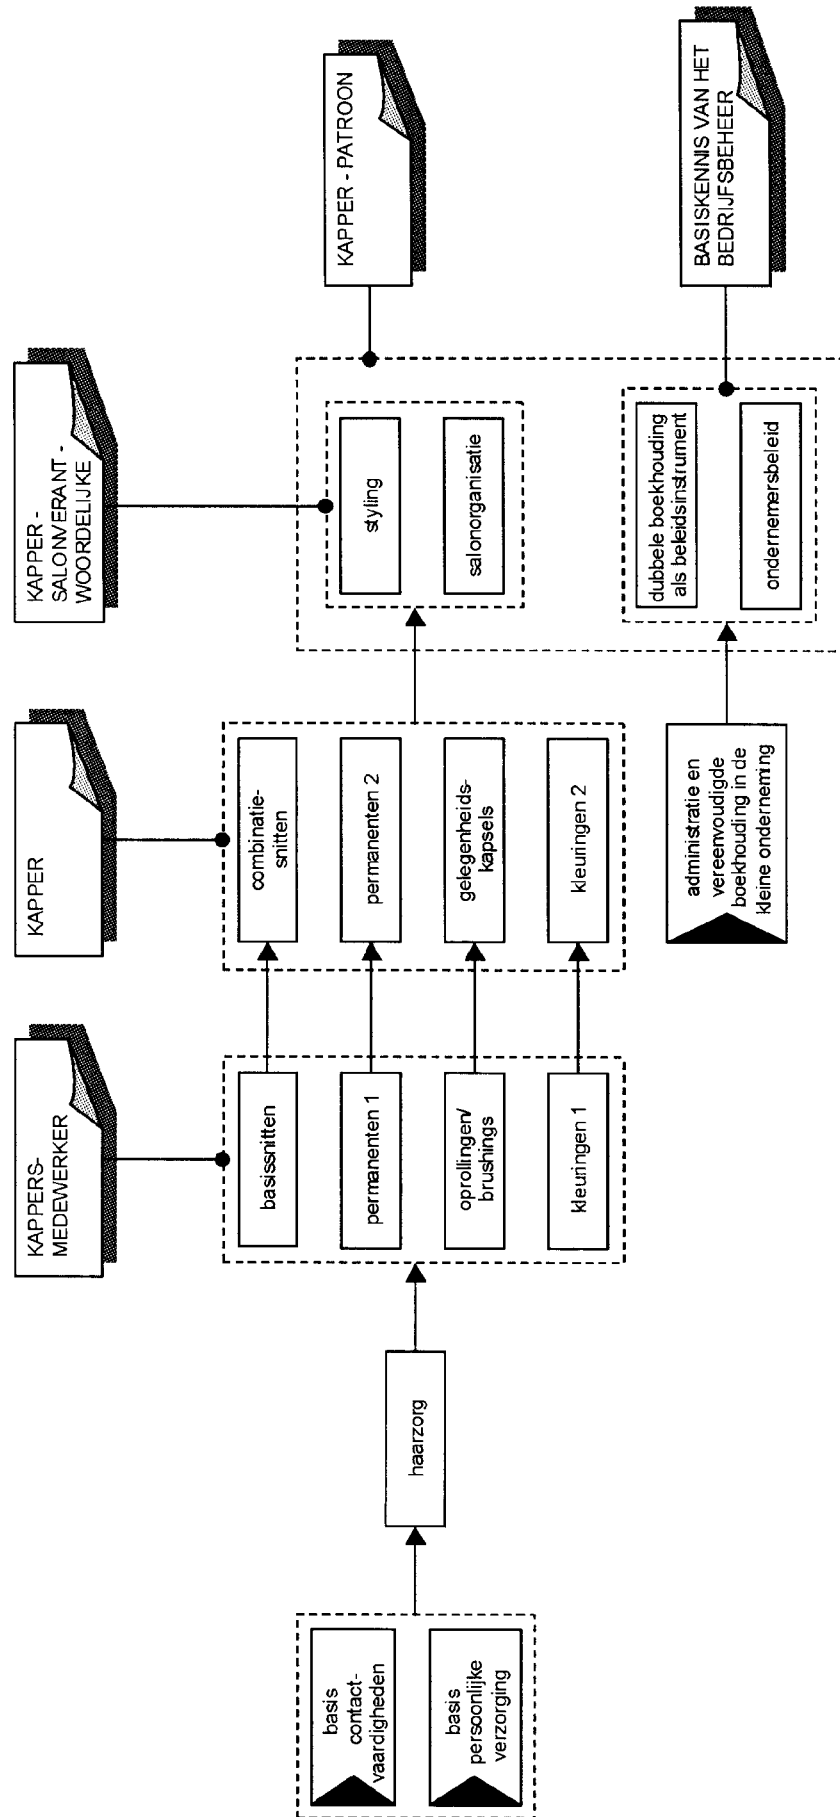 KAPPERS-
MEDEWERKER
KAPPER
KAPPER -
SALONVERANT -
WOORDELIJKE
KAPPER - PATROON
BASISKENNIS VAN HET
BEDRIJFSBEHEER
basis
contact-
vaardigheden
basis
persoonlijke
verzorging
haarzorg
basissnitten
permanenten 1
oprollingen/
brushings
kleuringen 1
combinatie-
snitten
permanenten 2
gelegenheids-
kapsels
kleuringen 2
styling
salonorganisatie
administratie en
vereenvoudigde
boekhouding in de
kleine onderneming
dubbele boekhouding
als beleidsinstrument
ondernemersbeleid